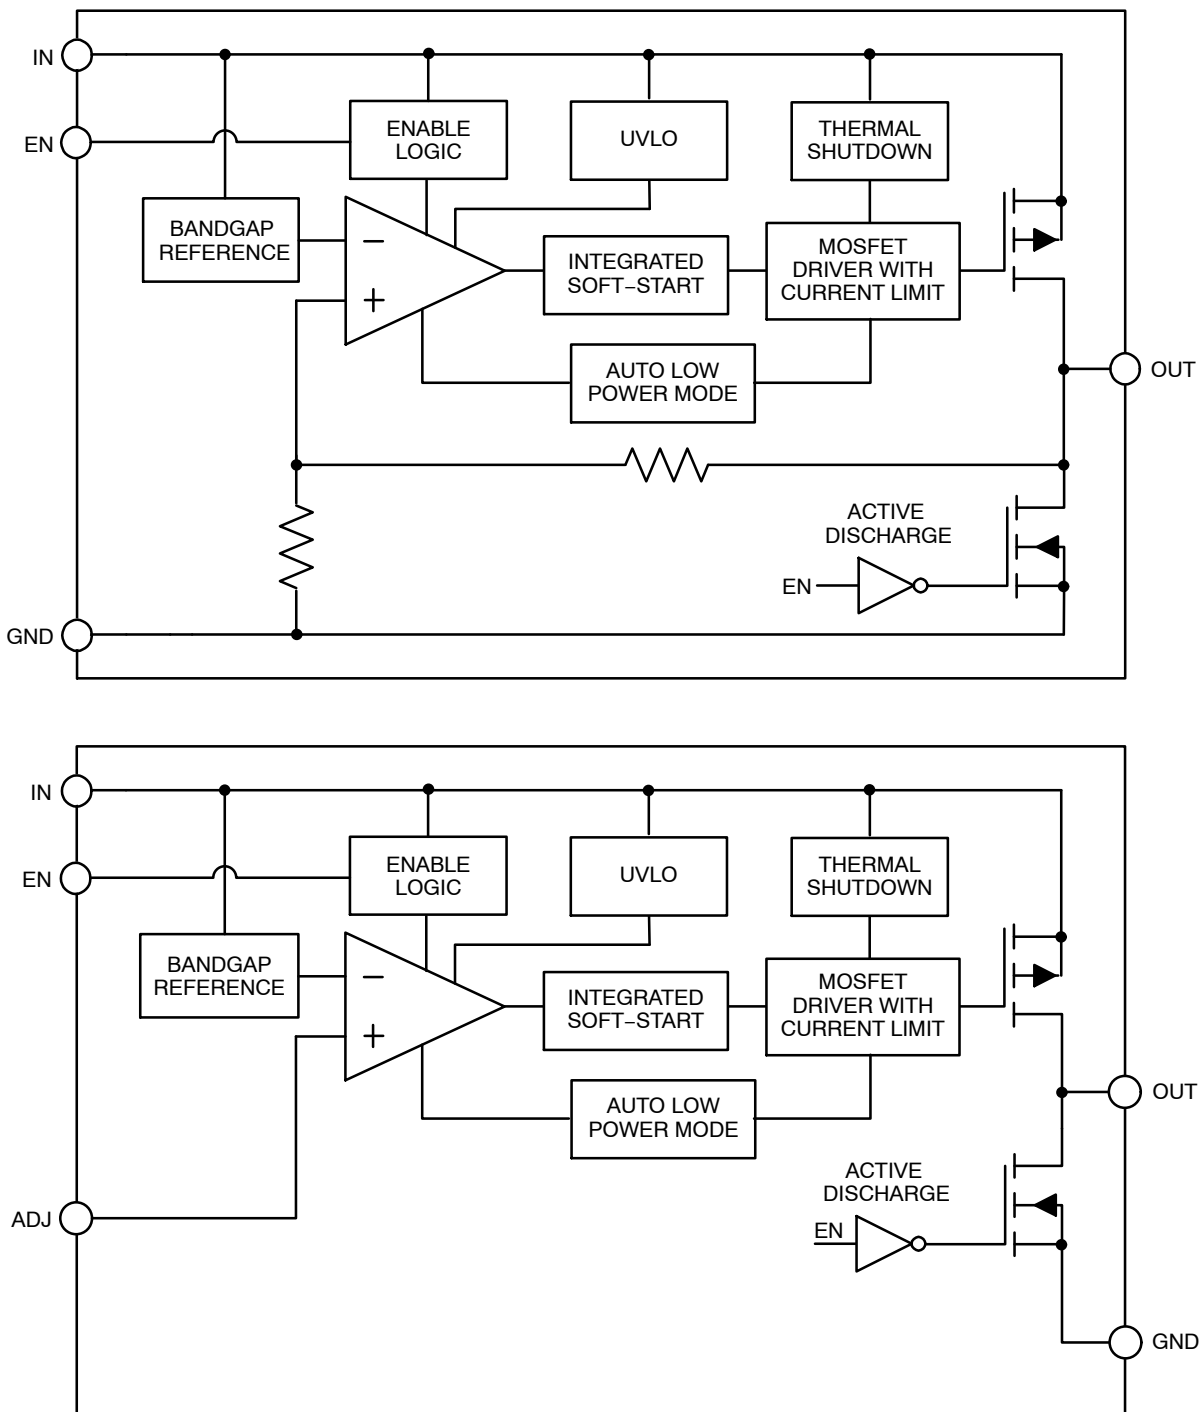 IN
EN
ENABLE
LOGIC
UVLO
THERMAL
SHUTDOWN
BANDGAP
REFERENCE
−
+
INTEGRATED
SOFT−START
MOSFET
DRIVER WITH
CURRENT LIMIT
AUTO LOW
POWER MODE
OUT
ACTIVE
DISCHARGE
EN
GND
IN
EN
ENABLE
LOGIC
UVLO
THERMAL
SHUTDOWN
BANDGAP
REFERENCE
−
+
INTEGRATED
SOFT−START
MOSFET
DRIVER WITH
CURRENT LIMIT
AUTO LOW
POWER MODE
OUT
ACTIVE
DISCHARGE
ADJ
EN
GND